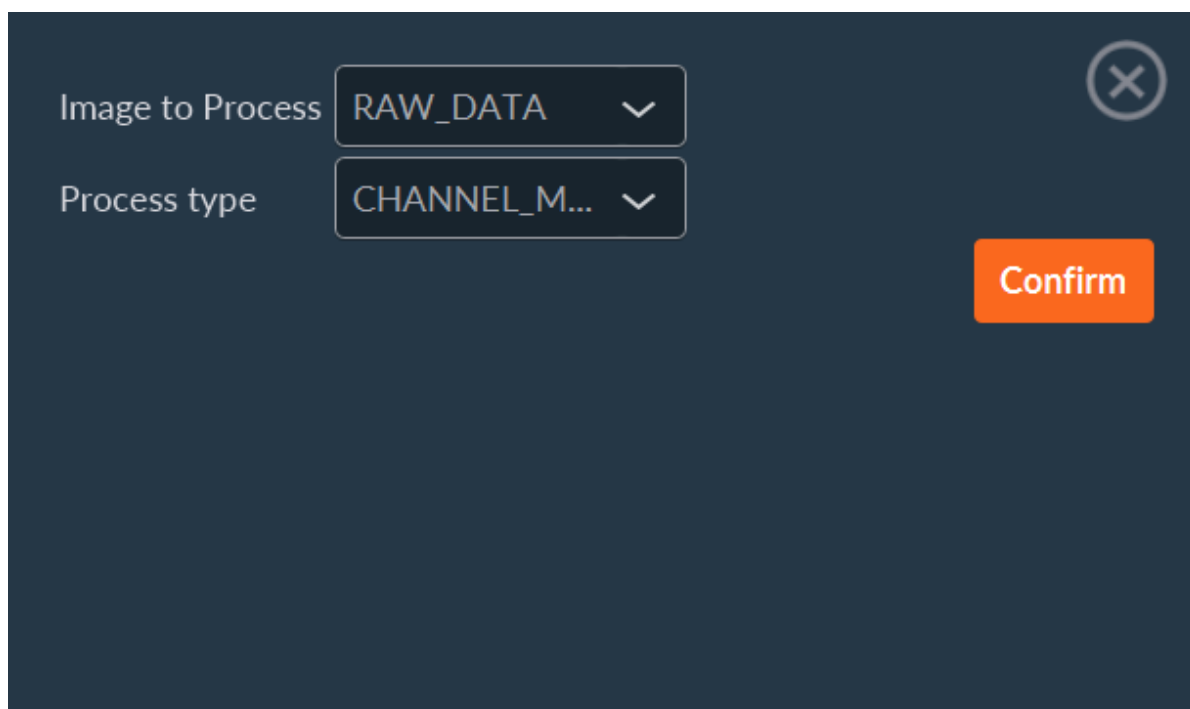 Image to Process RAW_DATA
Process type CHANNEL_M...
Confirm